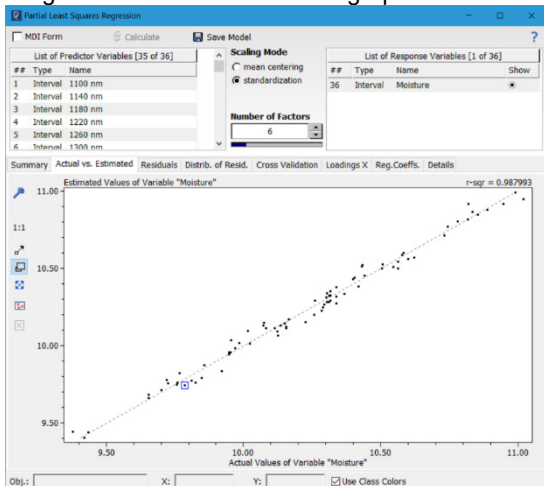 Partial Least Squares Regression
MDI Form Calculate Save Model ?
List of Predictor Variables [35 of 36] Scaling Mode List of Response Variables [1 of 36]
## Type Name mean centering ## Type Name Show
1 Interval 1100 nm standardization 36 Interval Moisture
2 Interval 1140 nm
3 Interval 1180 nm
4 Interval 1220 nm Number of Factors
5 Interval 1260 nm 6
6 Interval 1300 nm
Summary Actual vs. Estimated Residuals Distrib. of Resid. Cross Validation Loadings X Reg.Coeffs. Details
Estimated Values of Variable "Moisture" r-sqr = 0.987993
11.00
1:1
10.50
10.00
9.50
9.50 10.00 10.50 11.00
Actual Values of Variable "Moisture"
Obj.: X: Y: Use Class Colors